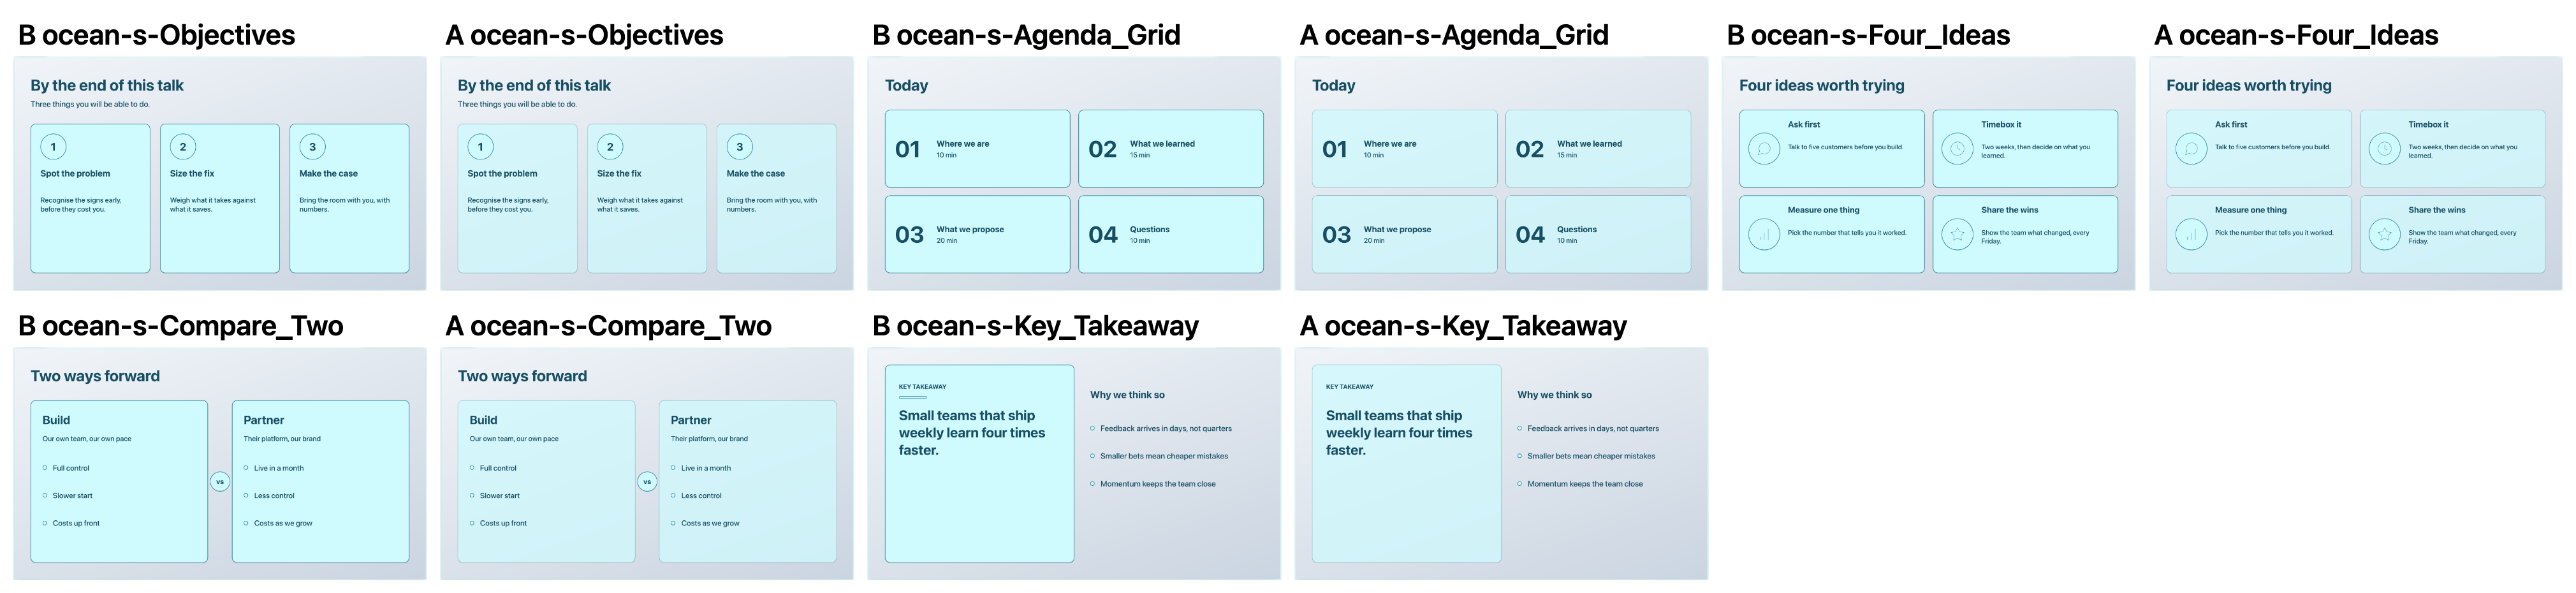 B ocean-s-Objectives
By the end of this talk
Three things you will be able to do.
1
2
3
Spot the problem
Size the fix
Make the case
Recognise the signs early,
before they cost you.
Weigh what it takes against
what it saves.
Bring the room with you, with
numbers.
A ocean-s-Objectives
By the end of this talk
Three things you will be able to do.
1
2
3
Spot the problem
Size the fix
Make the case
Recognise the signs early,
before they cost you.
Weigh what it takes against
what it saves.
Bring the room with you, with
numbers.
B ocean-s-Agenda_Grid
Today
01
Where we are
10 min
02
What we learned
15 min
03
What we propose
20 min
04
Questions
10 min
A ocean-s-Agenda_Grid
Today
01
Where we are
10 min
02
What we learned
15 min
03
What we propose
20 min
04
Questions
10 min
B ocean-s-Four_Ideas
Four ideas worth trying
Ask first
Talk to five customers before you build.
Timebox it
Two weeks, then decide on what you
learned.
Measure one thing
Pick the number that tells you it worked.
Share the wins
Show the team what changed, every
Friday.
A ocean-s-Four_Ideas
Four ideas worth trying
Ask first
Talk to five customers before you build.
Timebox it
Two weeks, then decide on what you
learned.
Measure one thing
Pick the number that tells you it worked.
Share the wins
Show the team what changed, every
Friday.
B ocean-s-Compare_Two
Two ways forward
Build
Our own team, our own pace
Full control
Slower start
Costs up front
vs
Partner
Their platform, our brand
Live in a month
Less control
Costs as we grow
A ocean-s-Compare_Two
Two ways forward
Build
Our own team, our own pace
Full control
Slower start
Costs up front
vs
Partner
Their platform, our brand
Live in a month
Less control
Costs as we grow
B ocean-s-Key_Takeaway
KEY TAKEAWAY
Small teams that ship
weekly learn four times
faster.
Why we think so
Feedback arrives in days, not quarters
Smaller bets mean cheaper mistakes
Momentum keeps the team close
A ocean-s-Key_Takeaway
KEY TAKEAWAY
Small teams that ship
weekly learn four times
faster.
Why we think so
Feedback arrives in days, not quarters
Smaller bets mean cheaper mistakes
Momentum keeps the team close